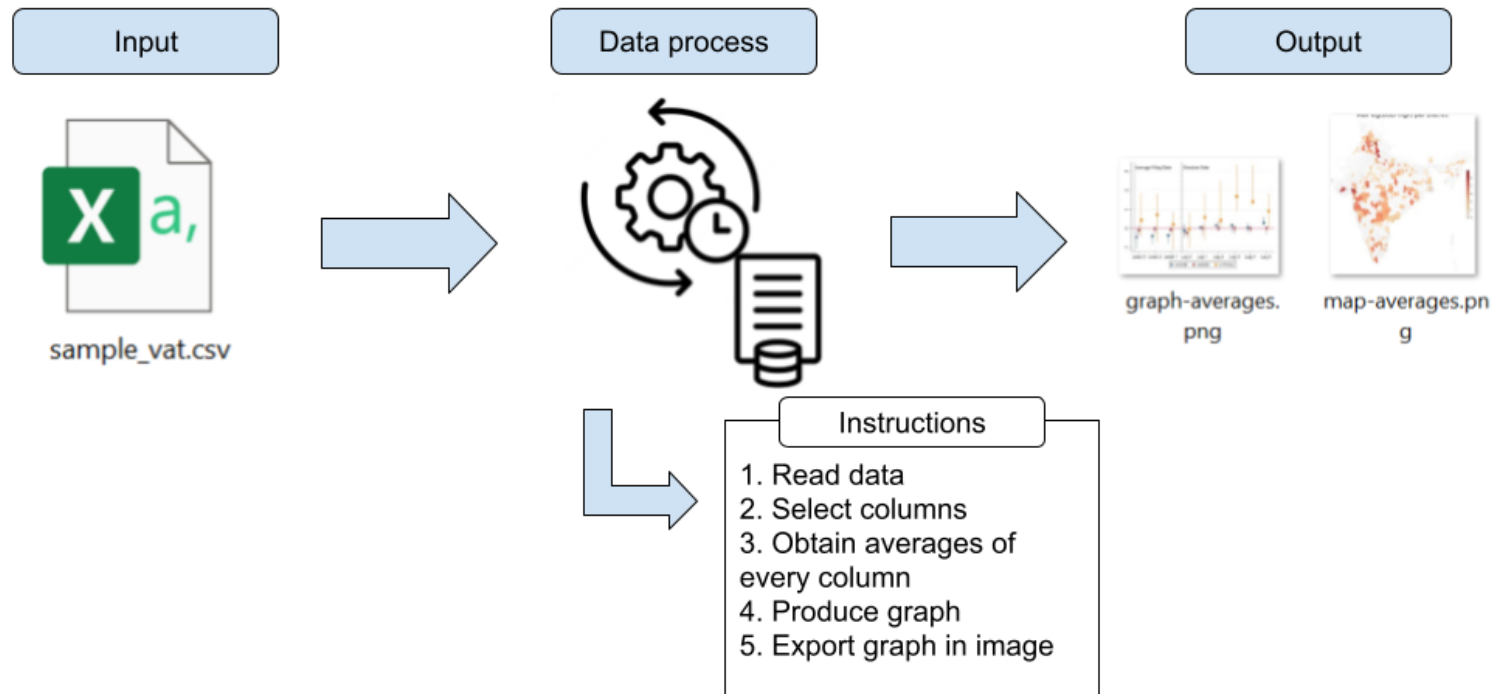 Input
Data process
Output
X a,
sample_vat.csv
graph-averages.
png
map-averages.pn
g
Instructions
1. Read data
2. Select columns
3. Obtain averages of
every column
4. Produce graph
5. Export graph in image